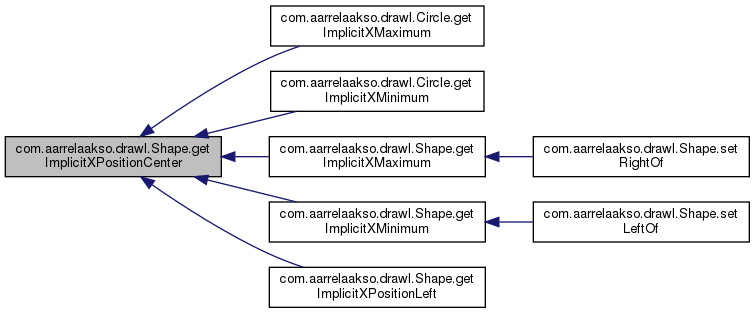 com.aarrelaakso.drawl.Circle.get
ImplicitXMaximum
com.aarrelaakso.drawl.Circle.get
ImplicitXMinimum
com.aarrelaakso.drawl.Shape.get
ImplicitXPositionCenter
com.aarrelaakso.drawl.Shape.get
ImplicitXMaximum
com.aarrelaakso.drawl.Shape.set
RightOf
com.aarrelaakso.drawl.Shape.get
ImplicitXMinimum
com.aarrelaakso.drawl.Shape.set
LeftOf
com.aarrelaakso.drawl.Shape.get
ImplicitXPositionLeft